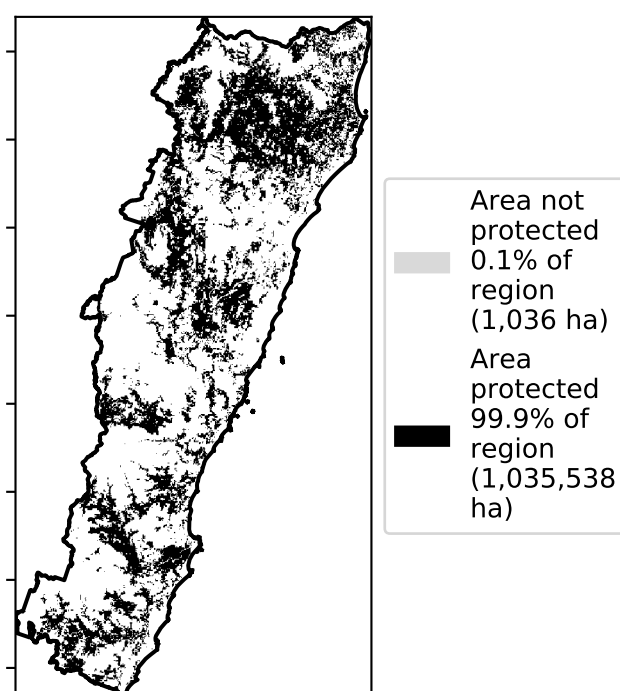 Area not
protected
0.1% of
region
(1,036 ha)
Area
protected
99.9% of
region
(1,035,538
ha)